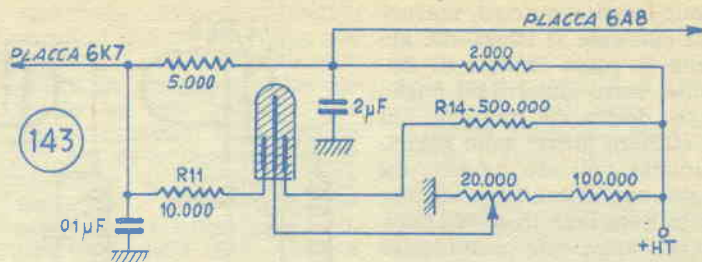 PLACCA 6A8
PLACCA 6K7
5.000
2.000
2μF
R14-500.000
143
R11
10.000
20.000
100.000
01μF
+HT